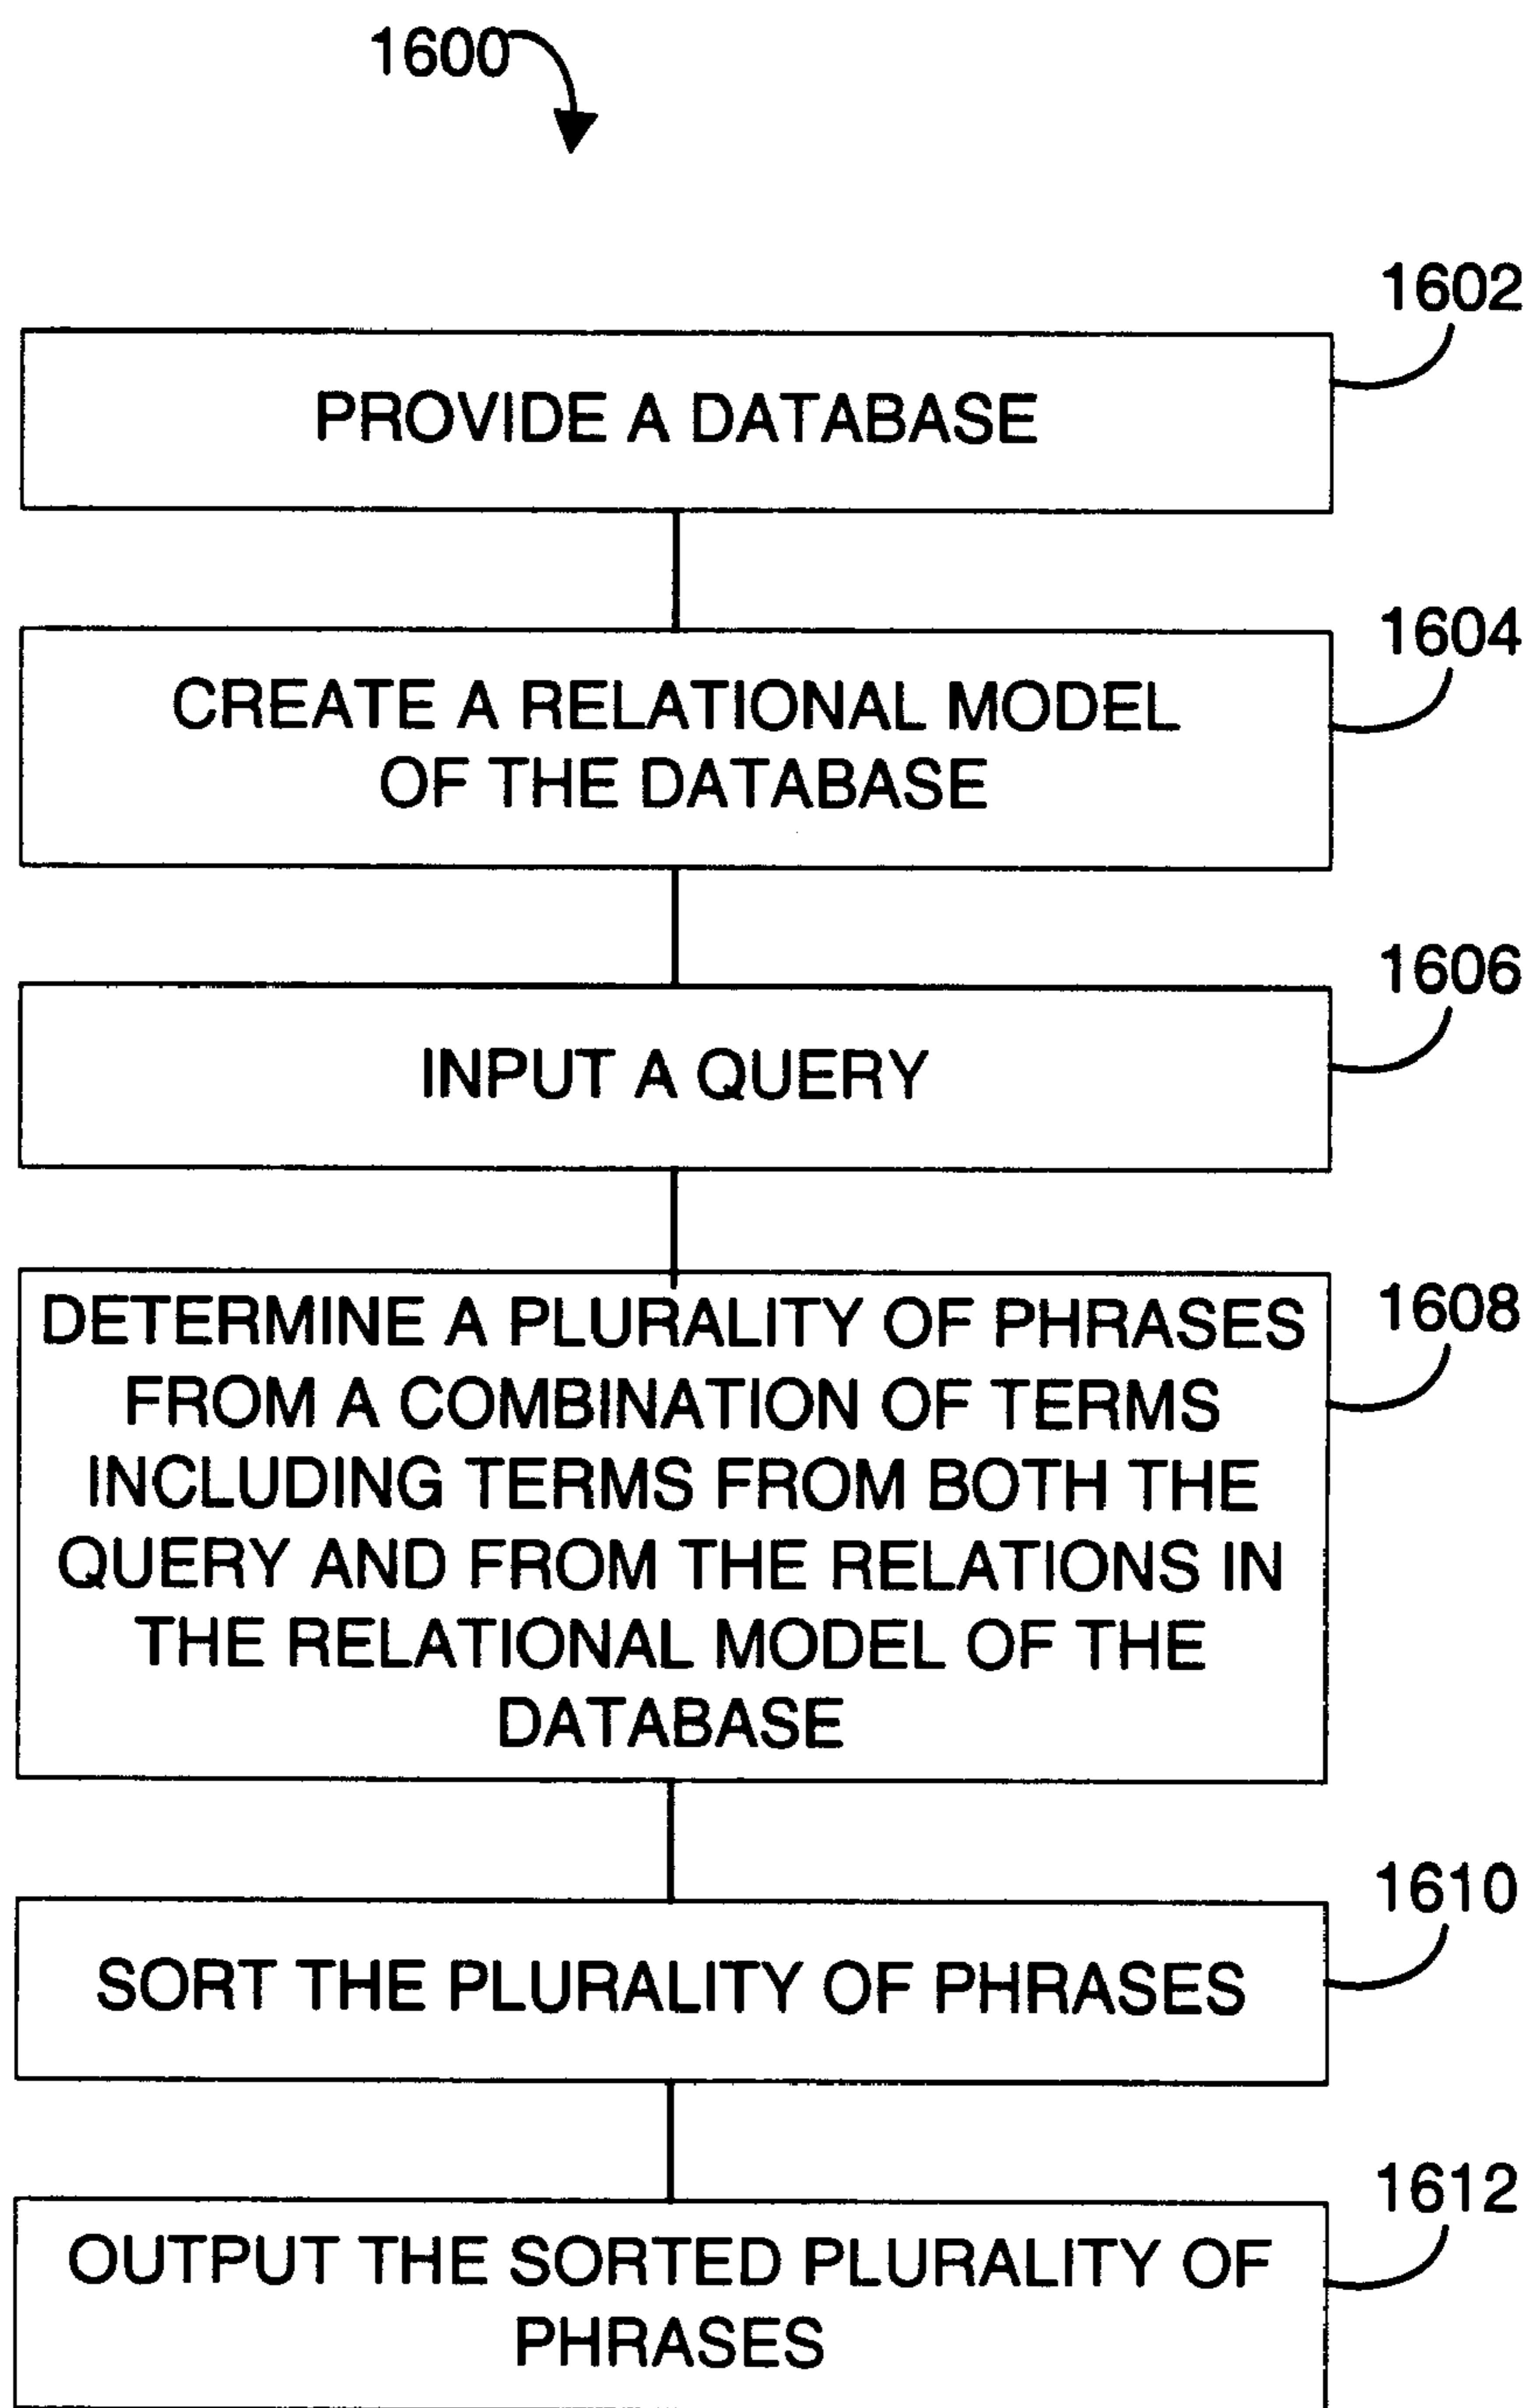 1600
1602
PROVIDE A DATABASE
1604
CREATE A RELATIONAL MODEL
OF THE DATABASE
1606
INPUT A QUERY
1608
DETERMINE A PLURALITY OF PHRASES
FROM A COMBINATION OF TERMS
INCLUDING TERMS FROM BOTH THE
QUERY AND FROM THE RELATIONS IN
THE RELATIONAL MODEL OF THE
DATABASE
1610
SORT THE PLURALITY OF PHRASES
1612
OUTPUT THE SORTED PLURALITY OF
PHRASES